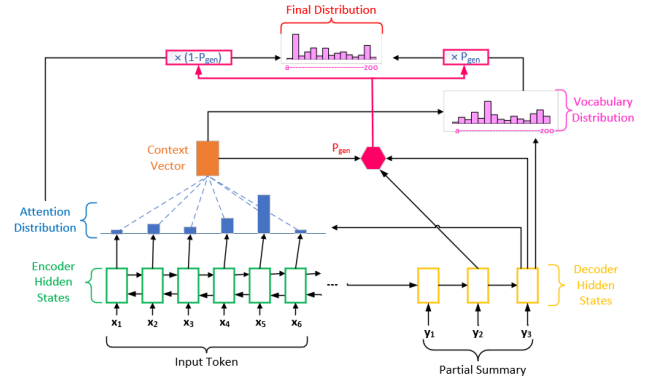 Final Distribution
× (1-Pgen)
× Pgen
a
zoo
Vocabulary
Distribution
a
zoo
Context
Vector
Pgen
Attention
Distribution
Encoder
Hidden
States
Decoder
Hidden
States
x1 x2 x3 x4 x5 x6
y1 y2 y3
Input Token
Partial Summary